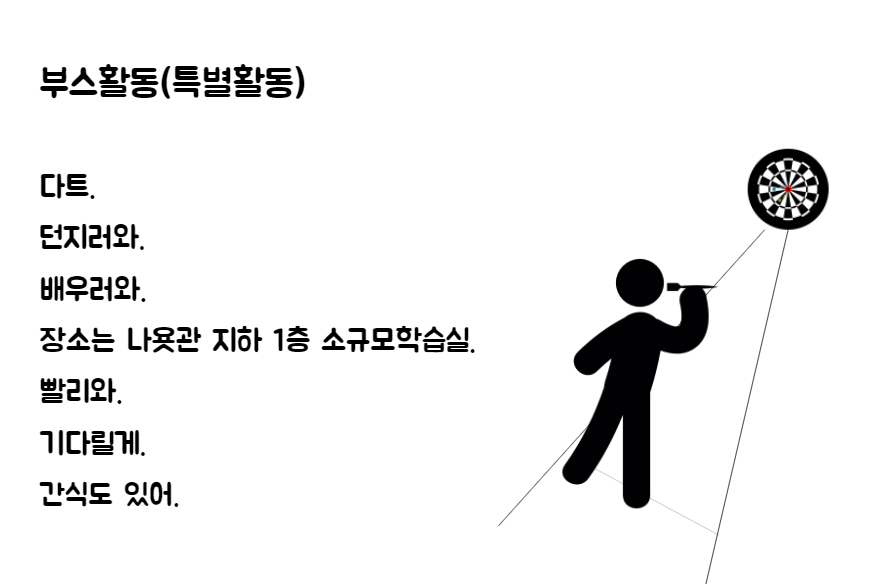 부스활동(특별활동)
다트.
던지러와.
배우러와.
장소는 나욧관 지하 1층 소규모학습실.
빨리와.
기다릴게.
간식도 있어.